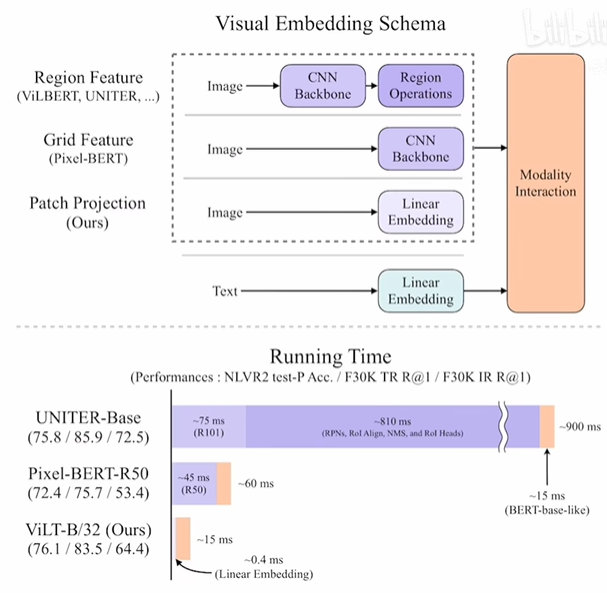 Visual Embedding Schema
bilibili
Region Feature
(ViLBERT, UNITER, ...)
Image
CNN
Backbone
Region
Operations
Grid Feature
(Pixel-BERT)
Image
CNN
Backbone
Patch Projection
(Ours)
Image
Linear
Embedding
Modality
Interaction
Text
Linear
Embedding
Running Time
(Performances : NLVR2 test-P Acc. / F30K TR R@1 / F30K IR R@1)
UNITER-Base
(75.8 / 85.9 / 72.5)
~75 ms
(R101)
~810 ms
(RPNs, RoI Align, NMS, and RoI Heads)
~900 ms
~15 ms
(BERT-base-like)
Pixel-BERT-R50
(72.4 / 75.7 / 53.4)
~45 ms
(R50)
~60 ms
ViLT-B/32 (Ours)
(76.1 / 83.5 / 64.4)
~15 ms
~0.4 ms
(Linear Embedding)